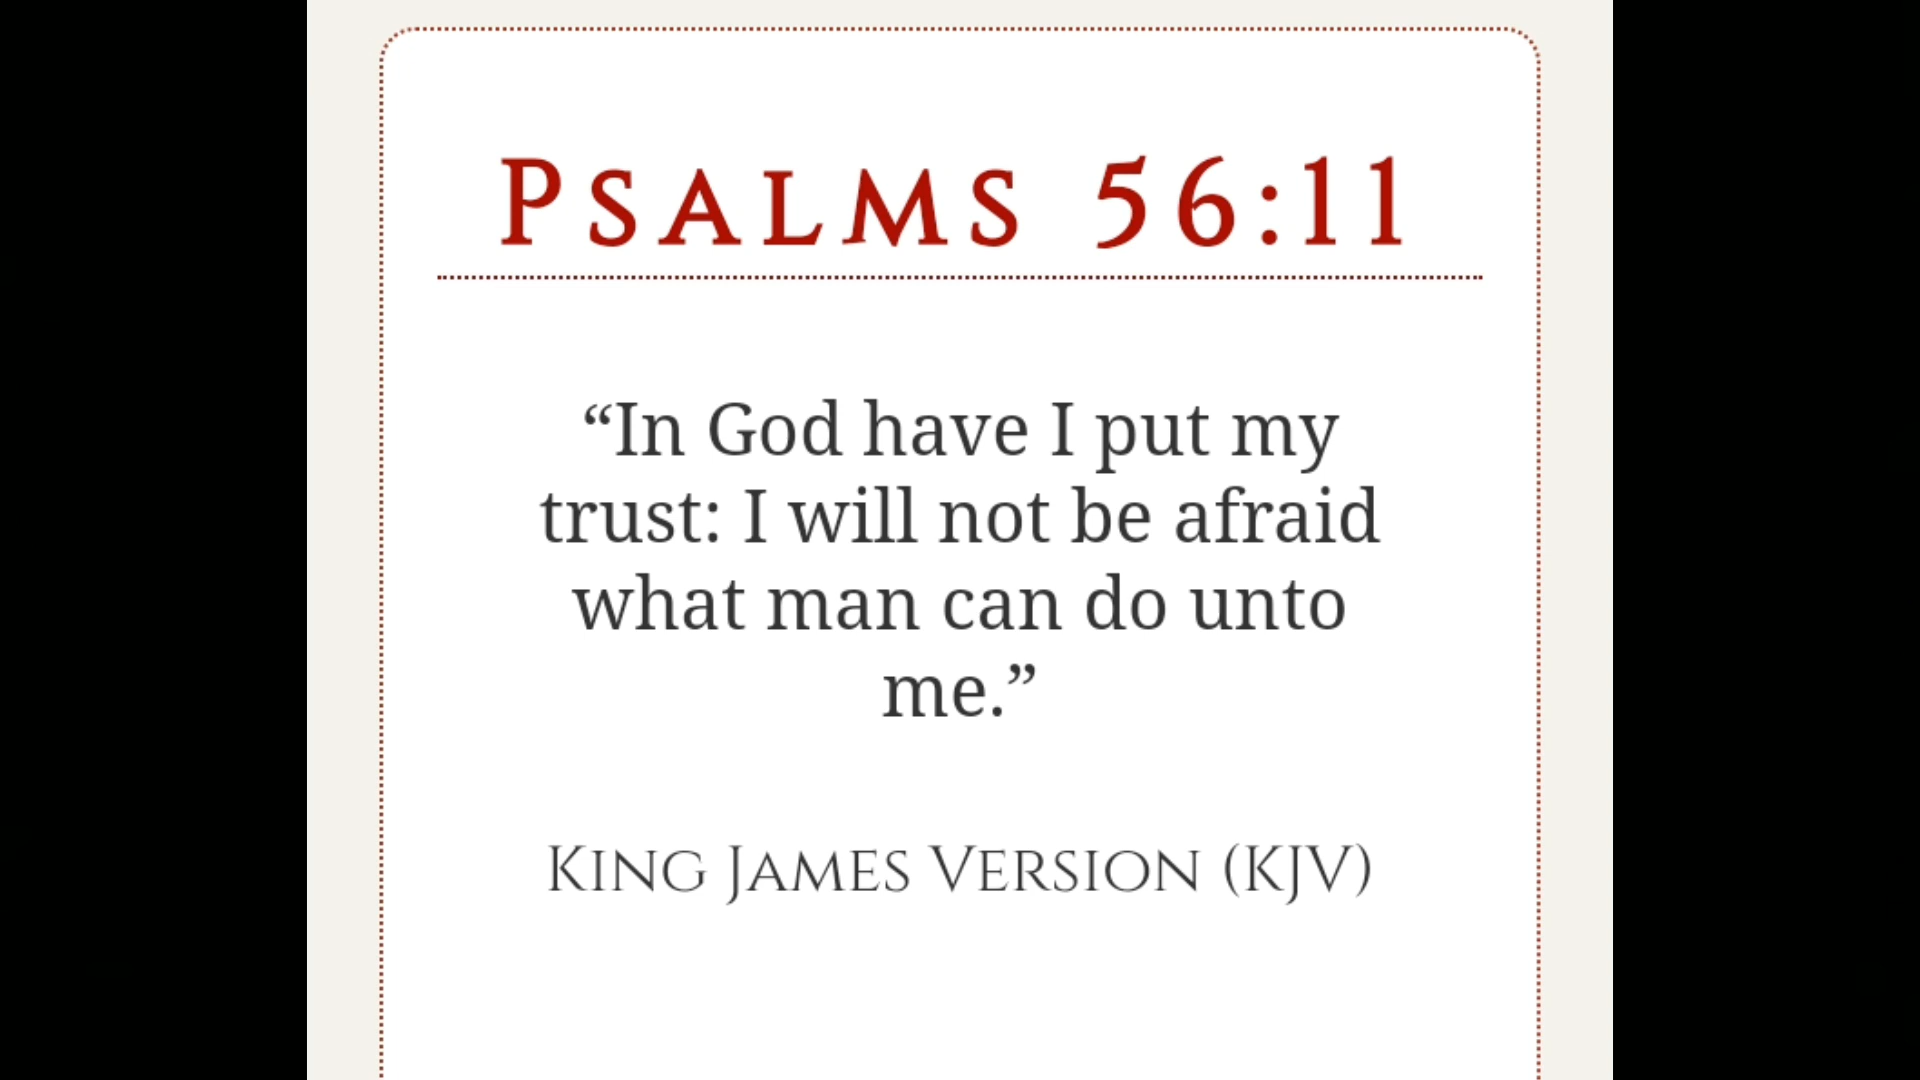 Psalms 56:11
“In God have I put my
trust: I will not be afraid
what man can do unto
me.”
King James Version (KJV)